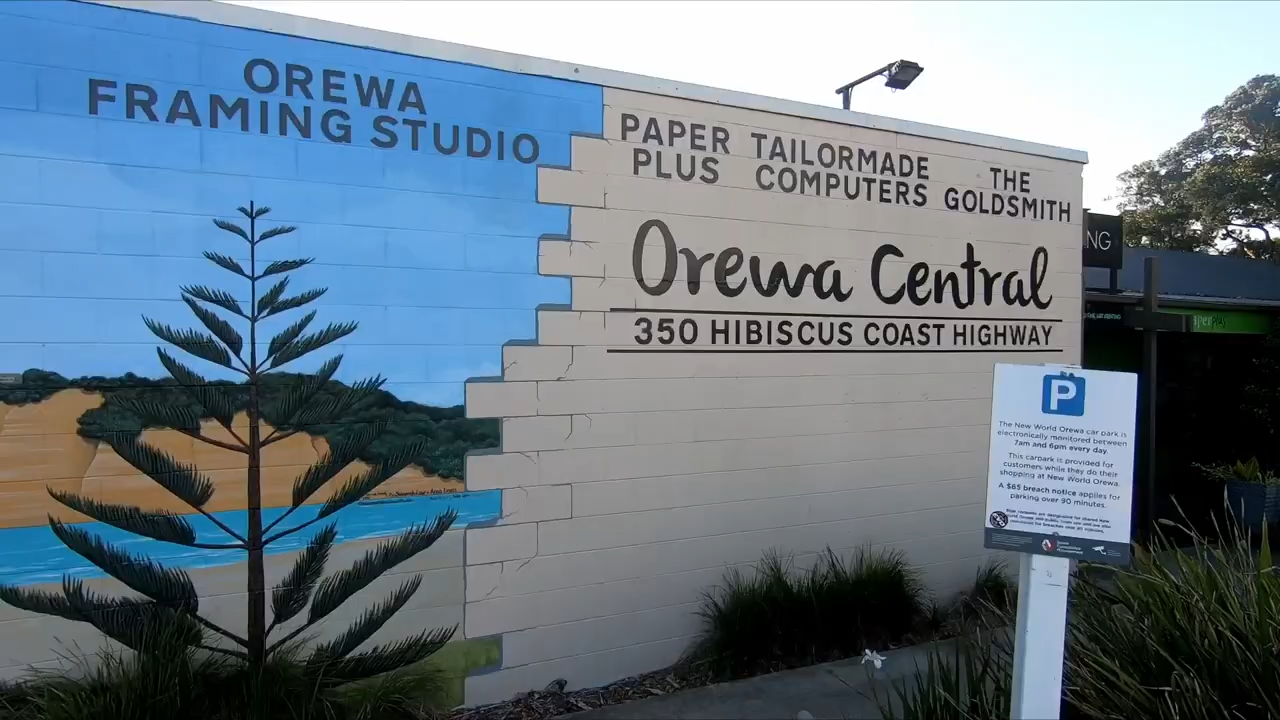 OREWA
FRAMING STUDIO
PAPER
PLUS
TAILORMADE
COMPUTERS
THE
GOLDSMITH
Orewa Central
350 HIBISCUS COAST HIGHWAY
NG
P
The New World Orewa car park is
electronically monitored between
7am and 6pm every day.
This carpark is provided for
customers while they do their
shopping at New World Orewa.
A $65 breach notice applies for
parking over 90 minutes.